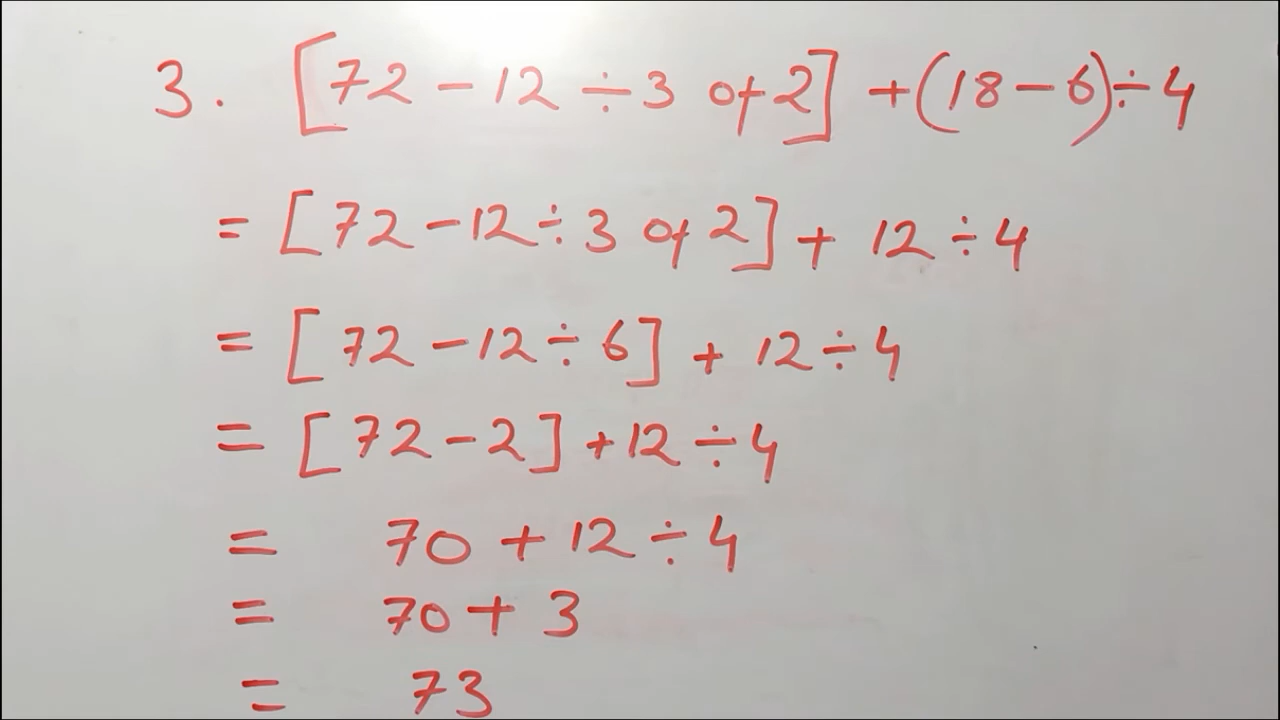 3. [72 - 12 ÷ 3 of 2] + (18 - 6) ÷ 4
= [72 - 12 ÷ 3 of 2] + 12 ÷ 4
= [72 - 12 ÷ 6] + 12 ÷ 4
= [72 - 2] + 12 ÷ 4
= 70 + 12 ÷ 4
= 70 + 3
= 73